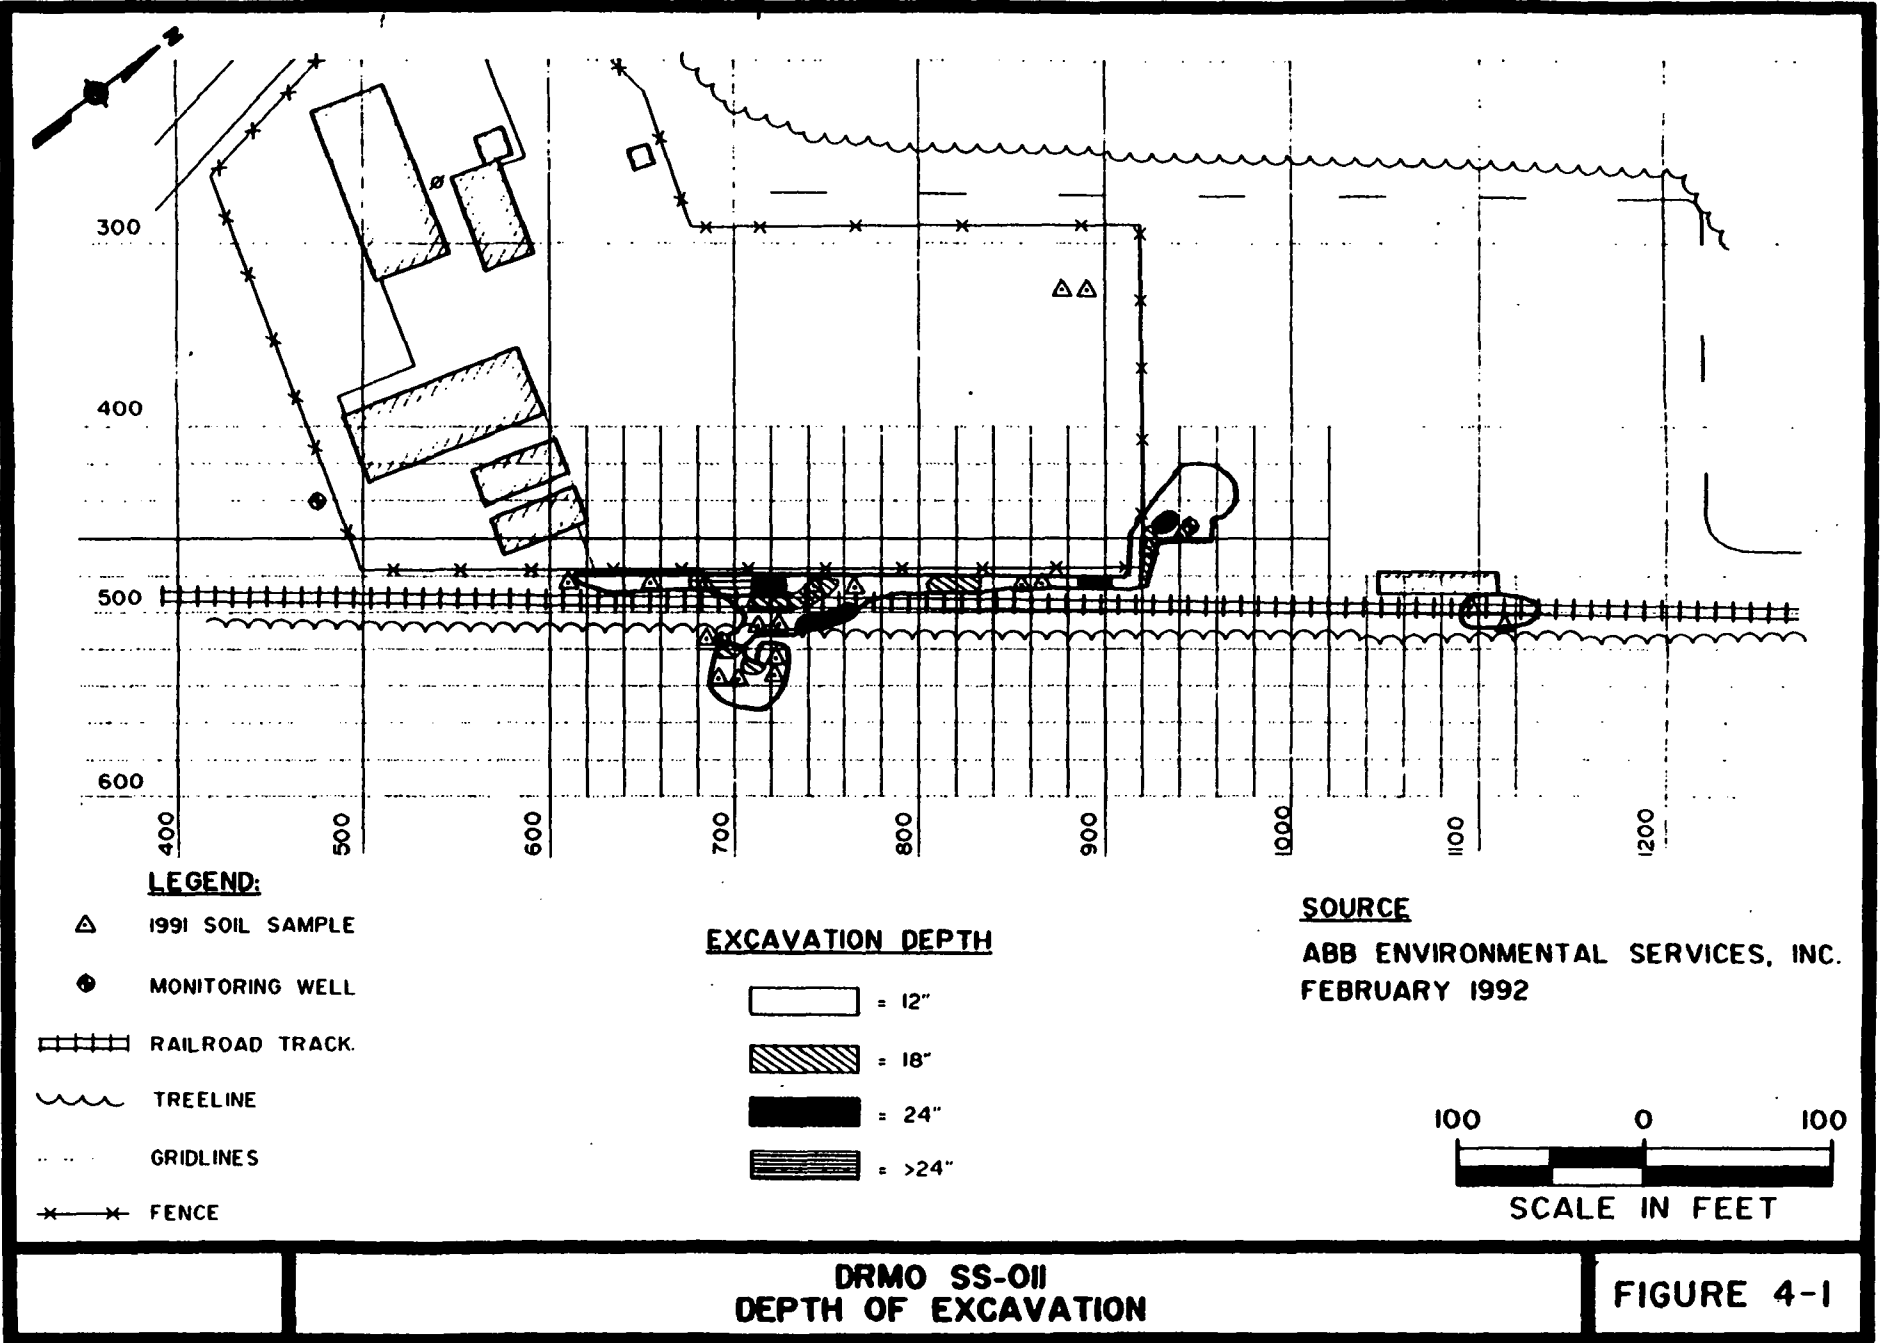 N
300
400
500
600
400
500
600
700
800
900
1000
1100
1200
LEGEND:
1991 SOIL SAMPLE
MONITORING WELL
RAILROAD TRACK.
TREELINE
GRIDLINES
FENCE
EXCAVATION DEPTH
= 12"
= 18"
= 24"
= >24"
SOURCE
ABB ENVIRONMENTAL SERVICES, INC.
FEBRUARY 1992
100 0 100
SCALE IN FEET
DRMO SS-011
DEPTH OF EXCAVATION
FIGURE 4-1